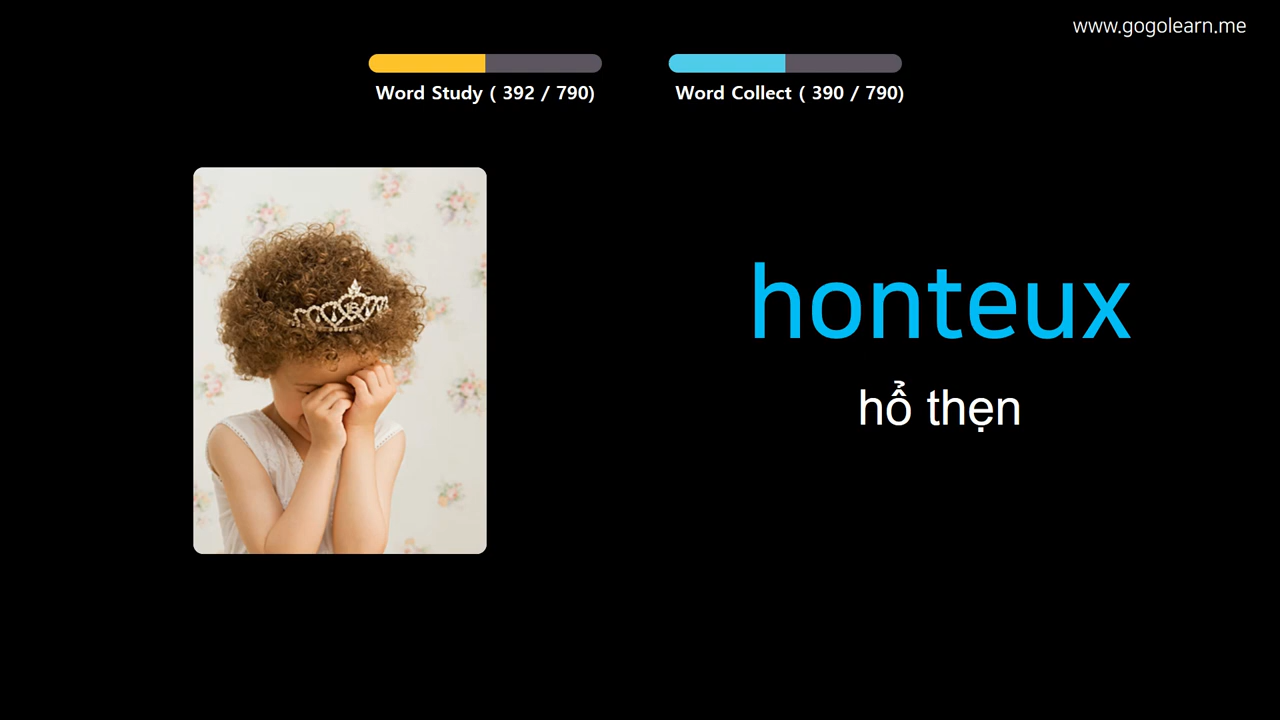 www.gogolearn.me
Word Study ( 392 / 790)
Word Collect ( 390 / 790)
honteux
hổ thẹn